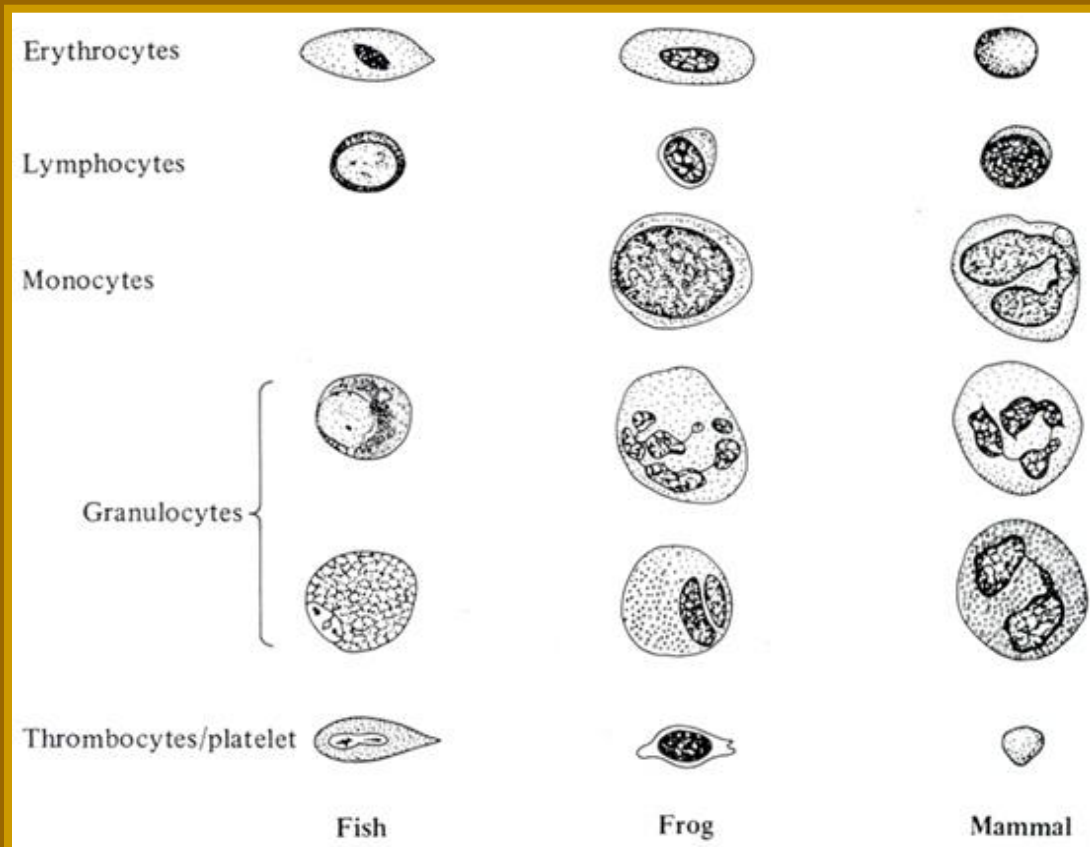 Erythrocytes
Lymphocytes
Monocytes
Granulocytes
Thrombocytes/platelet
Fish Frog Mammal